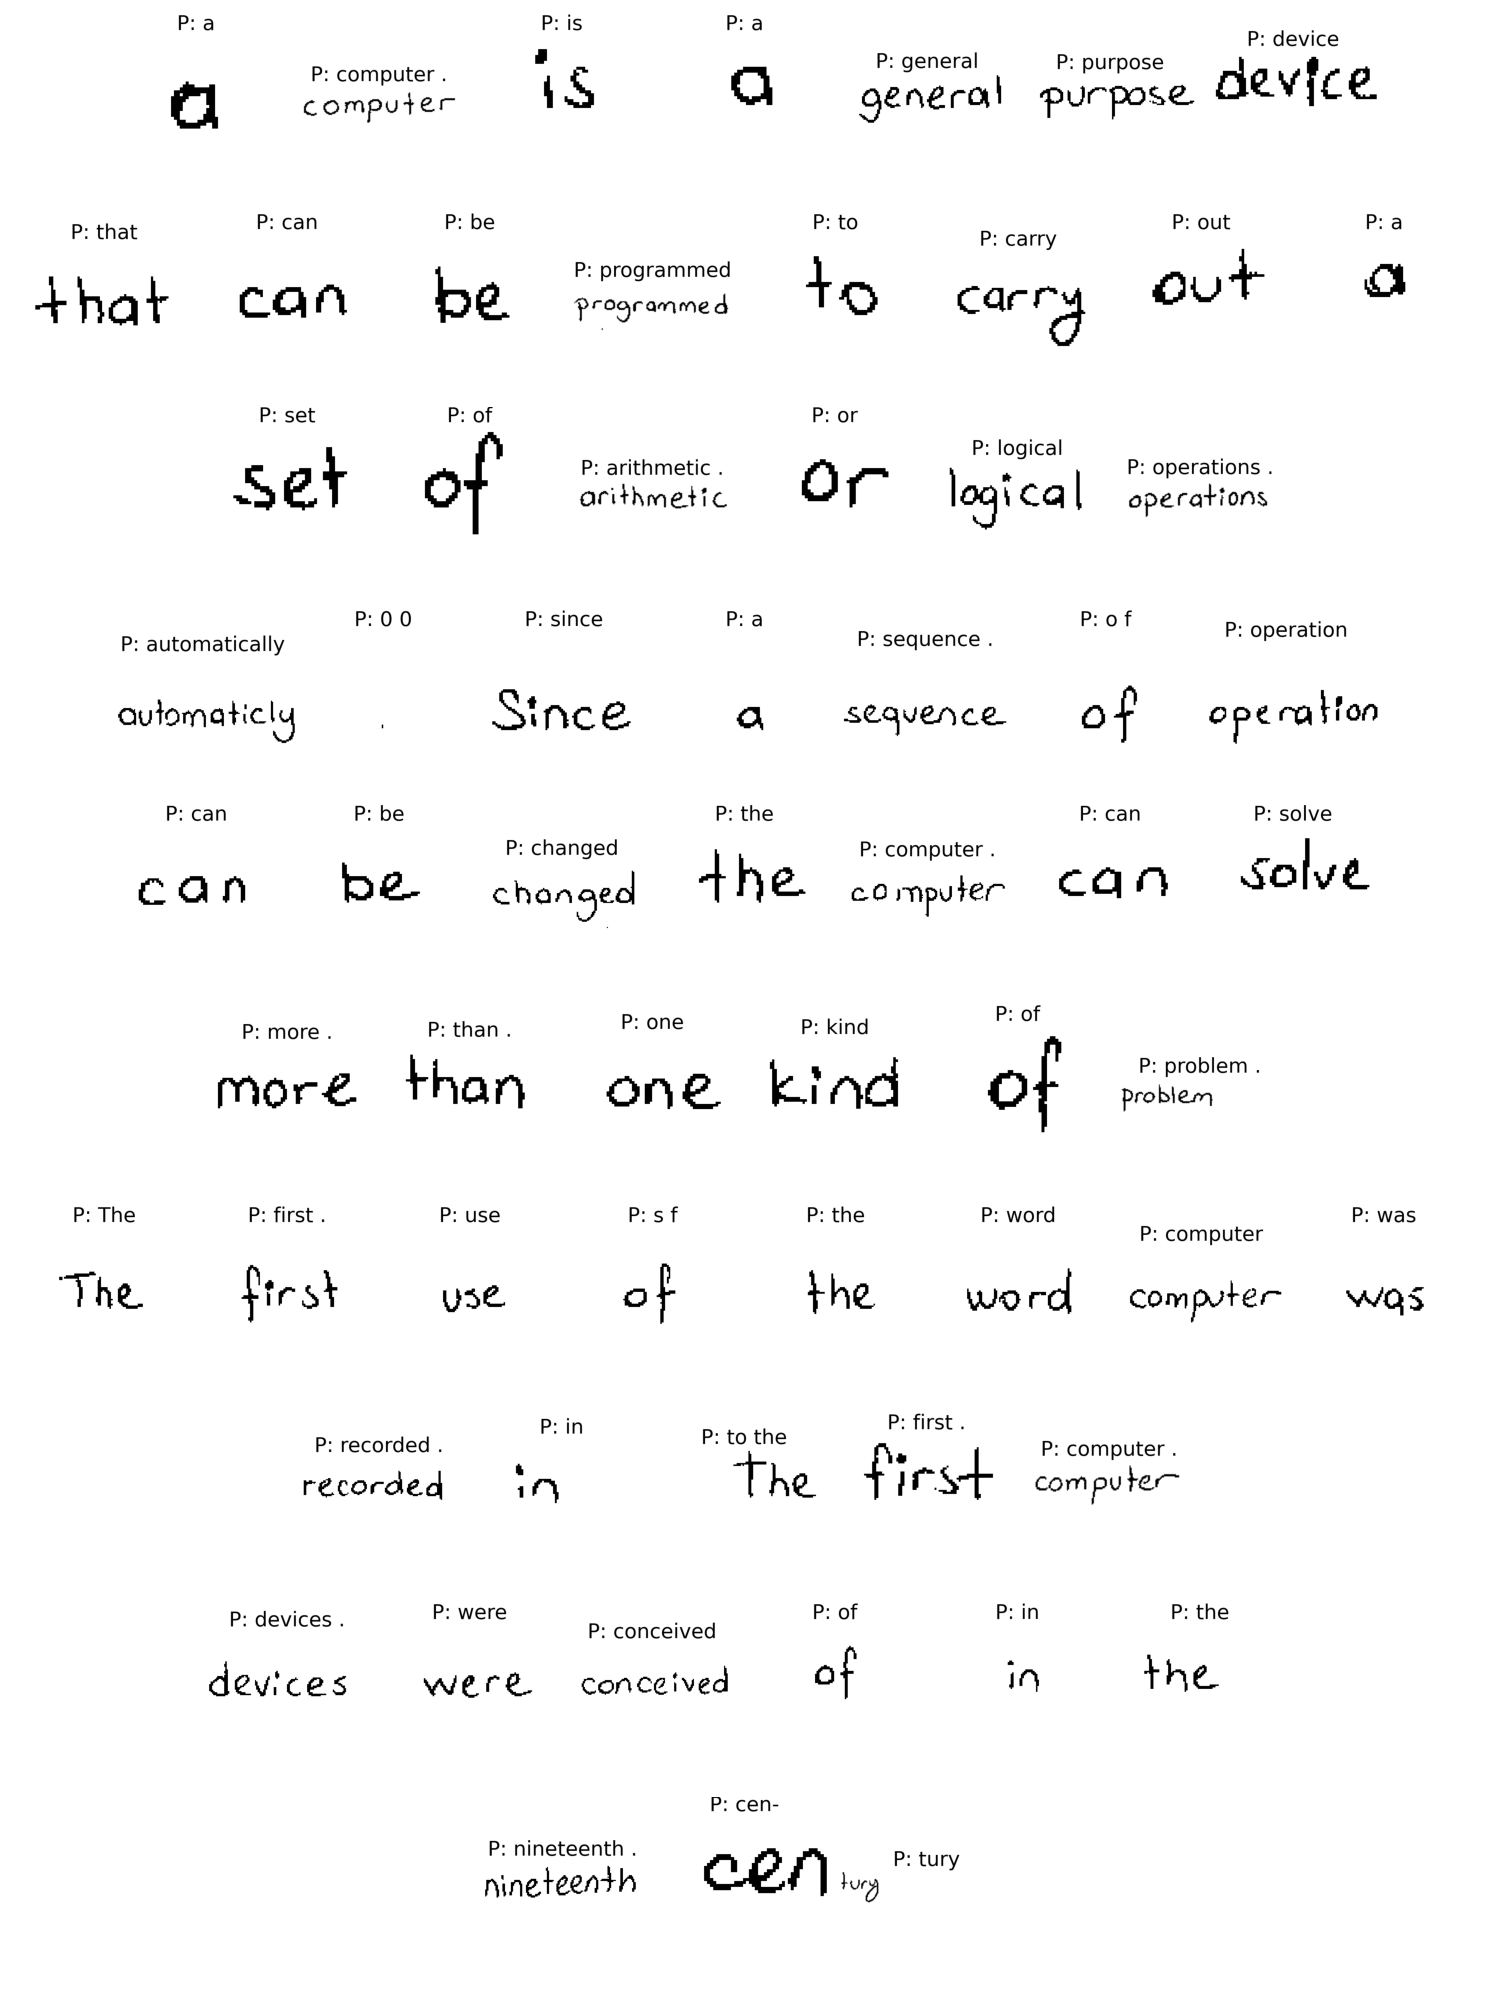 P: a P: computer . P: is P: a P: general P: purpose P: device
a computer is a general purpose device
P: that P: can P: be P: programmed P: to P: carry P: out P: a
that can be programmed to carry out a
P: set P: of P: arithmetic . P: or P: logical P: operations .
set of arithmetic or logical operations
P: automatically P: 0 0 P: since P: a P: sequence . P: o f P: operation
automaticly . Since a sequence of operation
P: can P: be P: changed P: the P: computer . P: can P: solve
can be changed the computer can solve
P: more . P: than . P: one P: kind P: of P: problem .
more than one kind of problem
P: The P: first . P: use P: s f P: the P: word P: computer P: was
The first use of the word computer was
P: recorded . P: in P: to the P: first . P: computer .
recorded in The first computer
P: devices . P: were P: conceived P: of P: in P: the
devices were conceived of in the
P: nineteenth . P: cen- P: tury
nineteenth cen tury